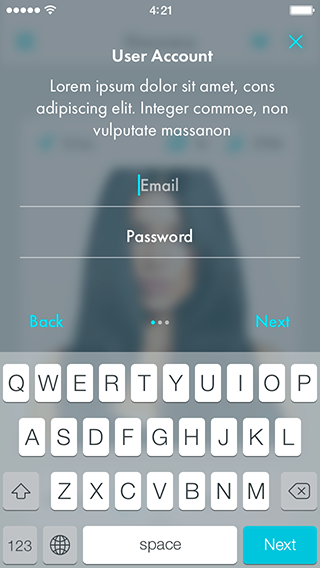 4:21
User Account
Lorem ipsum dolor sit amet, cons
adipiscing elit. Integer commoe, non
vulputate massanon
Email
Password
Back
Next
Q W E R T Y U I O P
A S D F G H J K L
Z X C V B N M
123 space Next